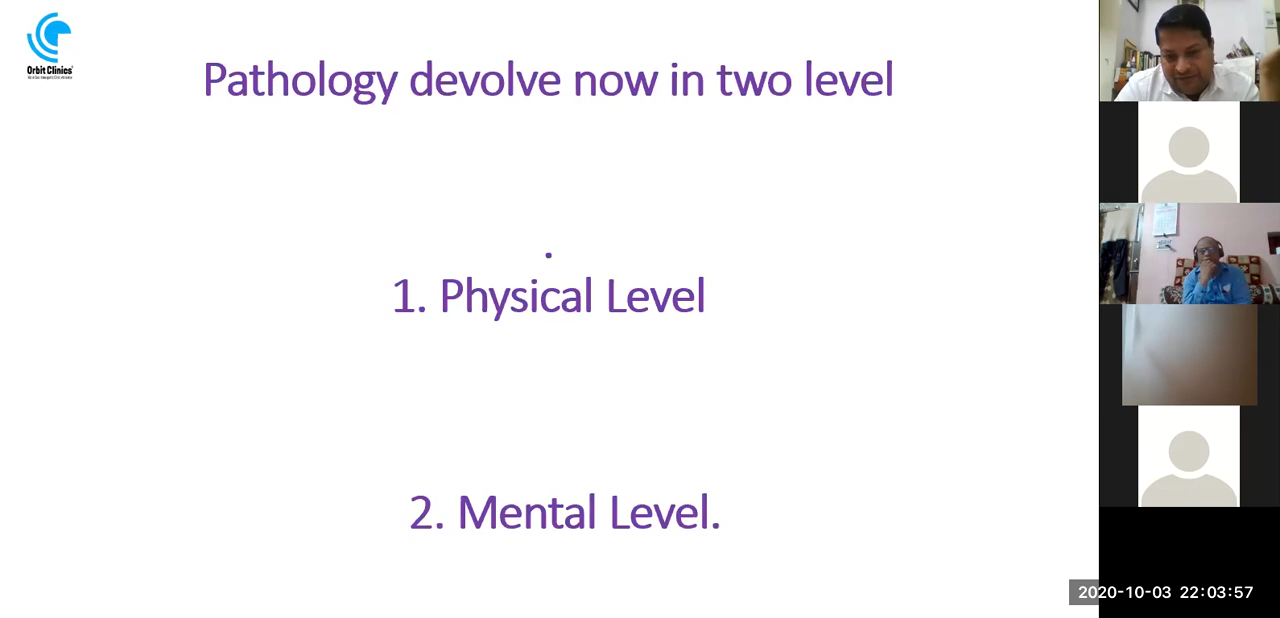 Orbit Clinics
Pathology devolve now in two level
.
1. Physical Level
2. Mental Level.
2020-10-03 22:03:57